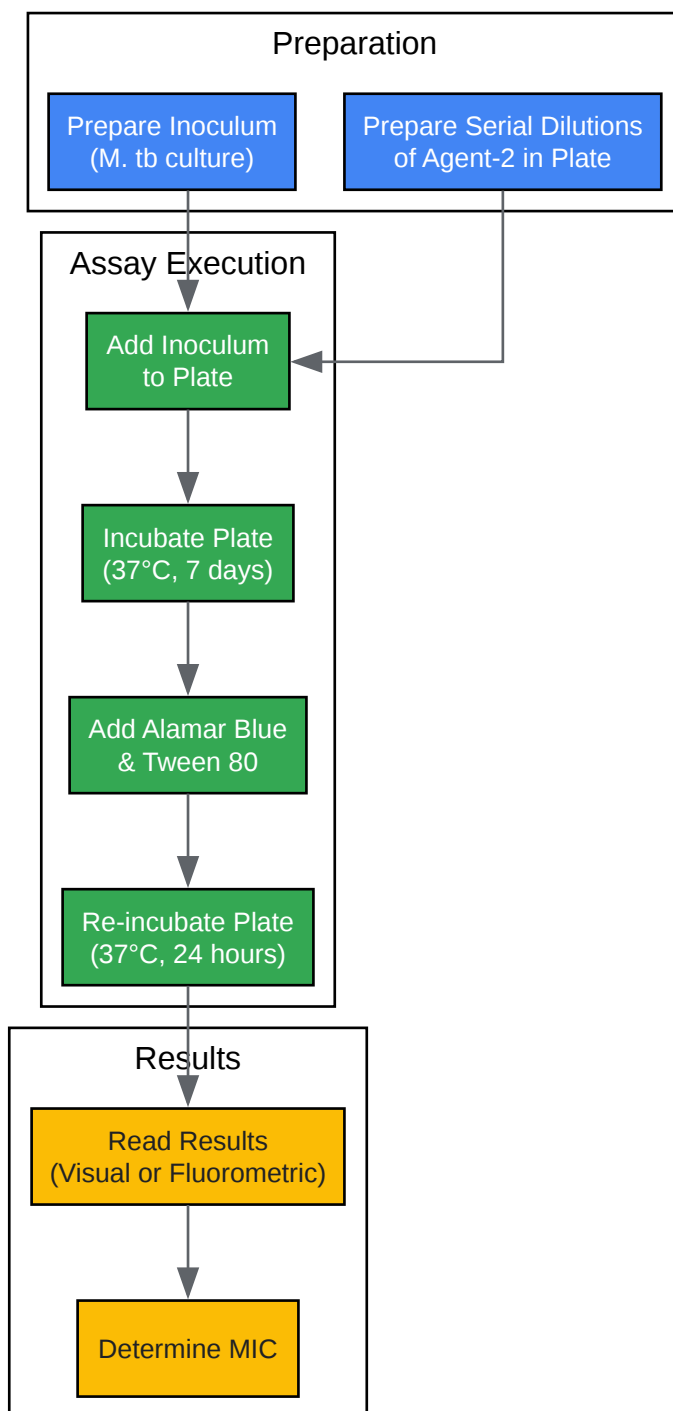 Preparation
Prepare Inoculum
(M. tb culture)
Prepare Serial Dilutions
of Agent-2 in Plate
Assay Execution
Add Inoculum
to Plate
Incubate Plate
(37°C, 7 days)
Add Alamar Blue
& Tween 80
Re-incubate Plate
(37°C, 24 hours)
Results
Read Results
(Visual or Fluorometric)
Determine MIC